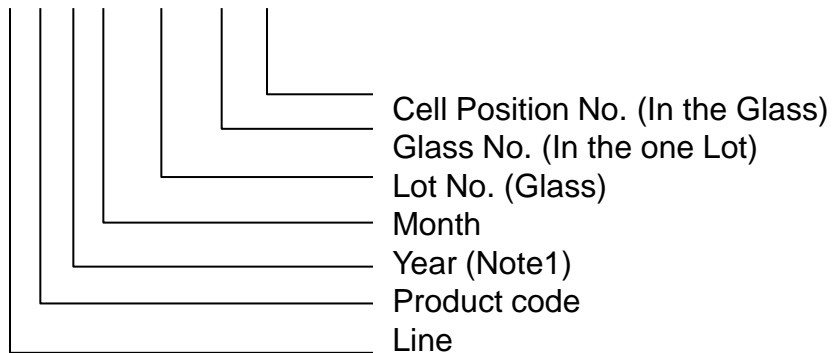 Cell Position No. (In the Glass)
Glass No. (In the one Lot)
Lot No. (Glass)
Month
Year (Note1)
Product code
Line